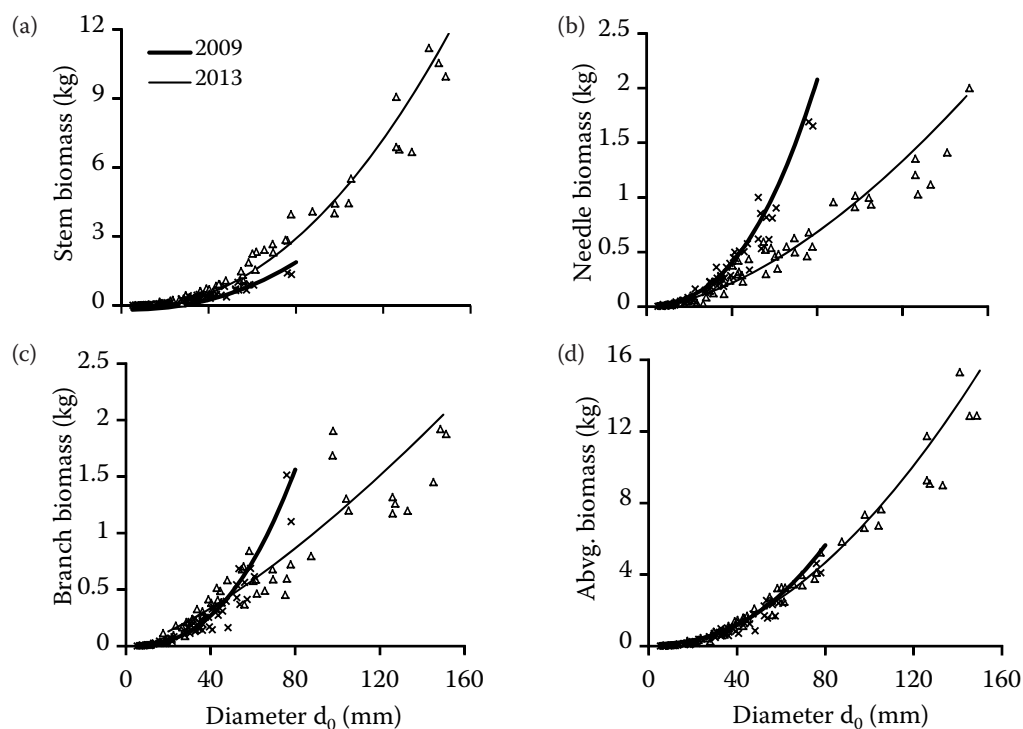 (a)
12
9
6
3
0
Stem biomass (kg)
2009
2013
(b)
2.5
2
1.5
1
0.5
0
Needle biomass (kg)
(c)
2.5
2
1.5
1
0.5
0
Branch biomass (kg)
0 40 80 120 160
Diameter d₀ (mm)
(d)
16
12
8
4
0
Abvg. biomass (kg)
0 40 80 120 160
Diameter d₀ (mm)